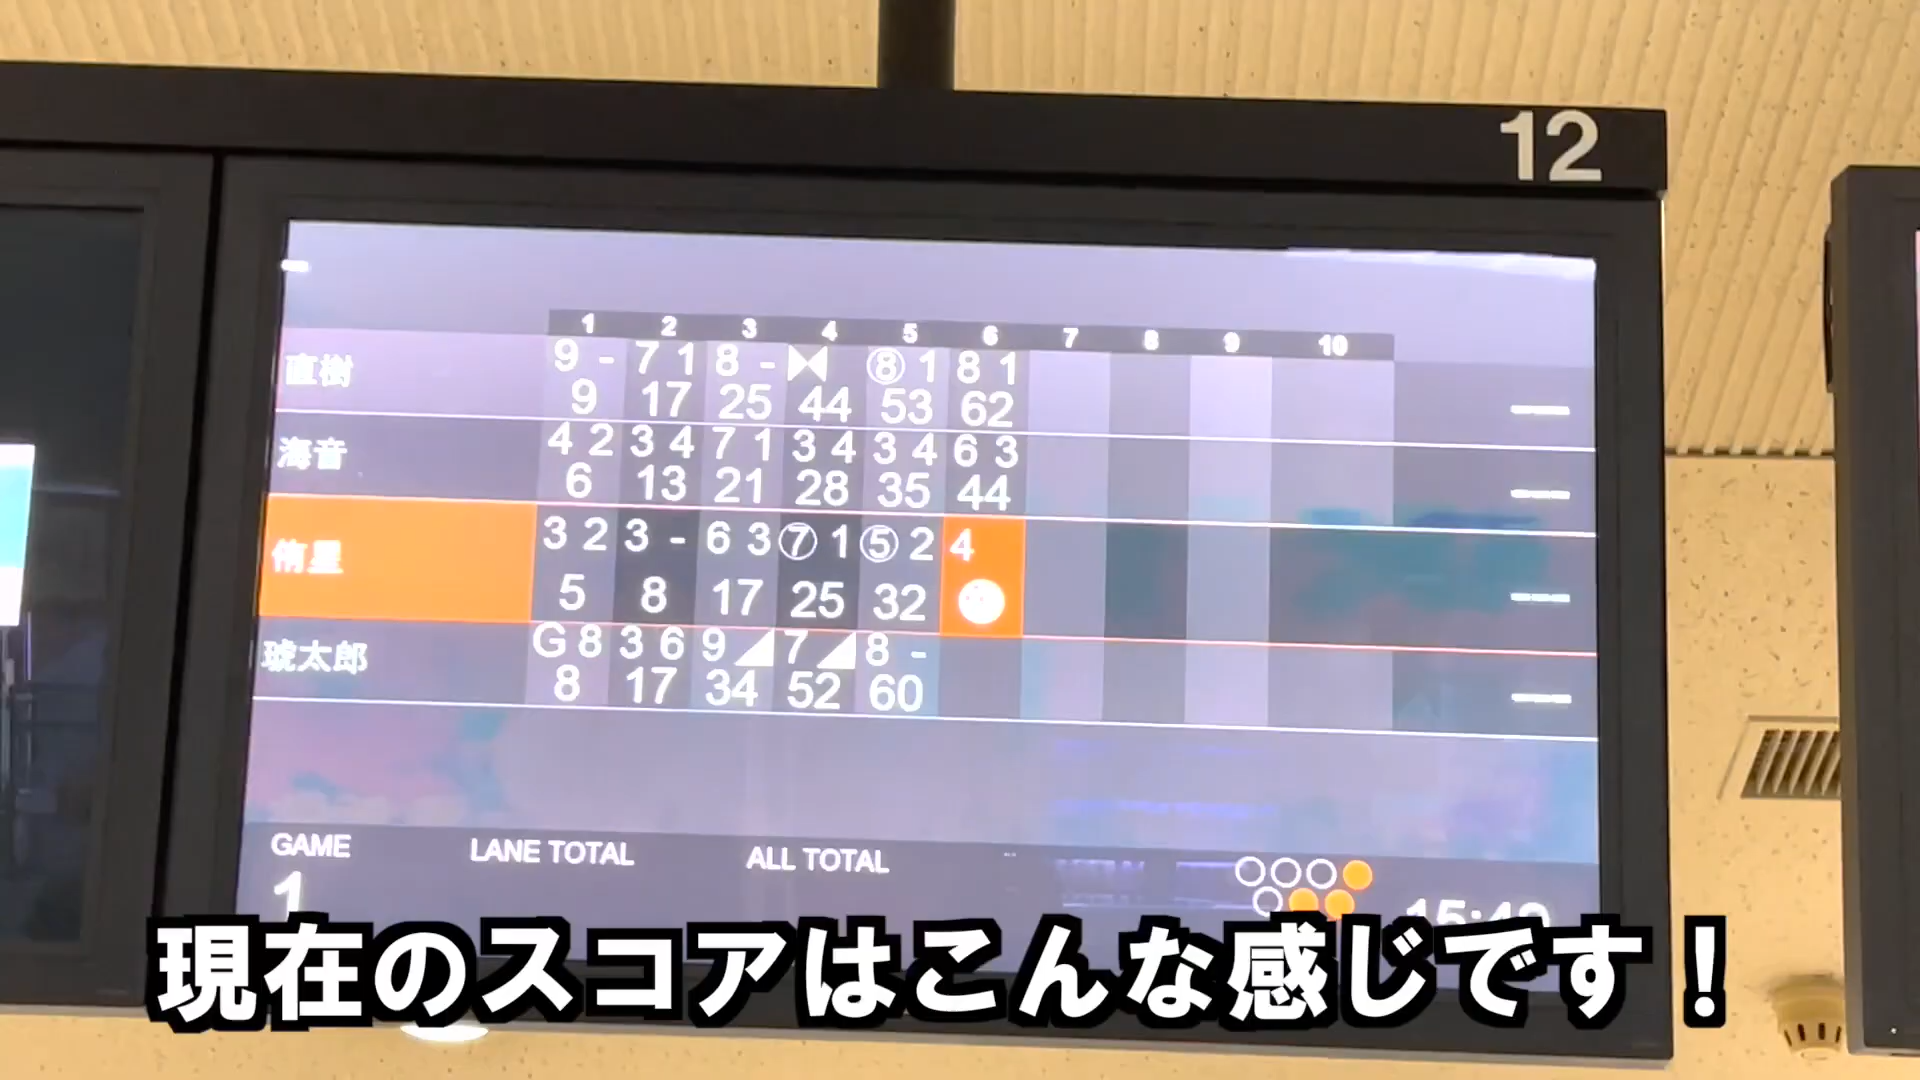 12
1 2 3 4 5 6 7 8 9 10
直樹 9 - 7 1 8 - ⑧ 1 8 1
9 17 25 44 53 62
海音 4 2 3 4 7 1 3 4 3 4 6 3
6 13 21 28 35 44
侑星 3 2 3 - 6 3 ⑦ 1 ⑤ 2 4
5 8 17 25 32
琥太郎 G 8 3 6 9 7 8 -
8 17 34 52 60
GAME LANE TOTAL ALL TOTAL
1
現在のスコアはこんな感じです！